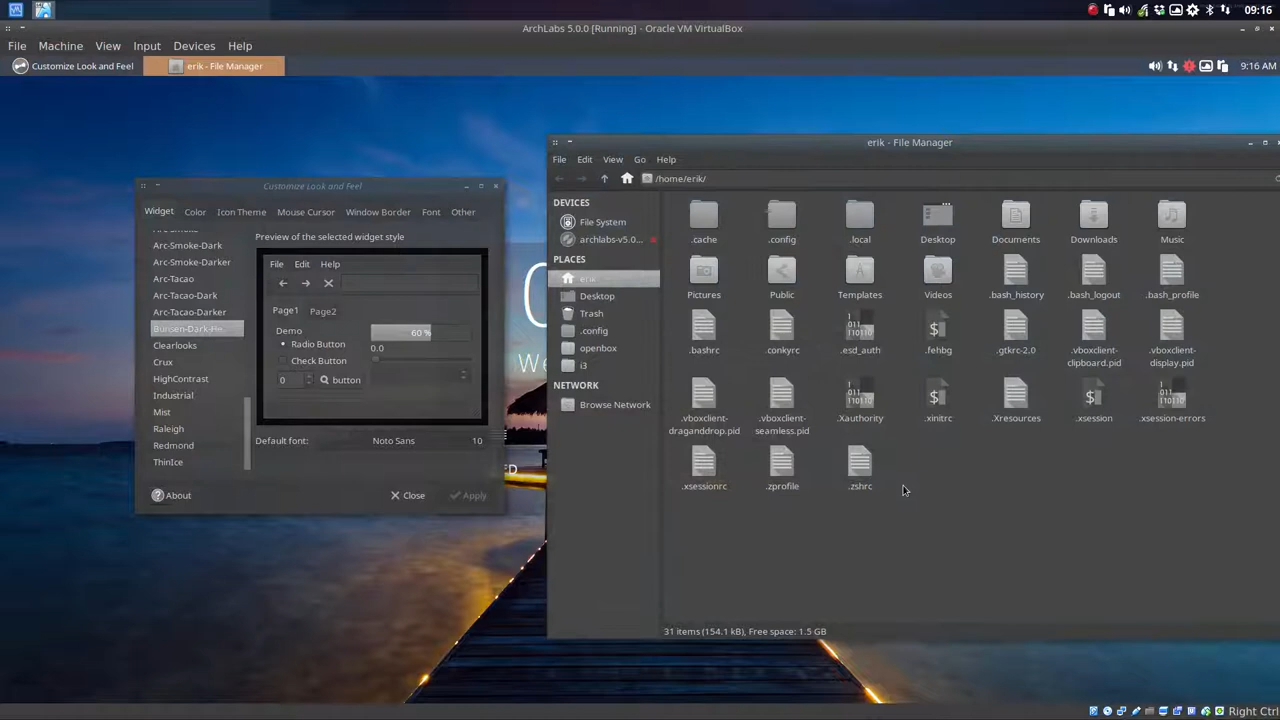 09:16
ArchLabs 5.0.0 [Running] - Oracle VM VirtualBox
File Machine View Input Devices Help
Customize Look and Feel
erik - File Manager
9:16 AM
Customize Look and Feel
Widget Color Icon Theme Mouse Cursor Window Border Font Other
Arc-Smoke-Dark
Arc-Smoke-Darker
Arc-Tacao
Arc-Tacao-Dark
Arc-Tacao-Darker
Bunsen-Dark-He...
Clearlooks
Crux
HighContrast
Industrial
Mist
Raleigh
Redmond
ThinIce
Preview of the selected widget style
File Edit Help
Page1 Page2
Demo
60 %
Radio Button
0.0
Check Button
0
button
Default font: Noto Sans 10
About
Close
Apply
erik - File Manager
File Edit View Go Help
/home/erik/
DEVICES
File System
archlabs-v5.0...
PLACES
erik
Desktop
Trash
.config
openbox
i3
NETWORK
Browse Network
.cache .config .local Desktop Documents Downloads Music
Pictures Public Templates Videos .bash_history .bash_logout .bash_profile
.bashrc .conkyrc .esd_auth .fehbg .gtkrc-2.0 .vboxclient-clipboard.pid .vboxclient-display.pid
.vboxclient-draganddrop.pid .vboxclient-seamless.pid .Xauthority .xinitrc .Xresources .xsession .xsession-errors
.xsessionrc .zprofile .zshrc
31 items (154.1 kB), Free space: 1.5 GB
Right Ctrl